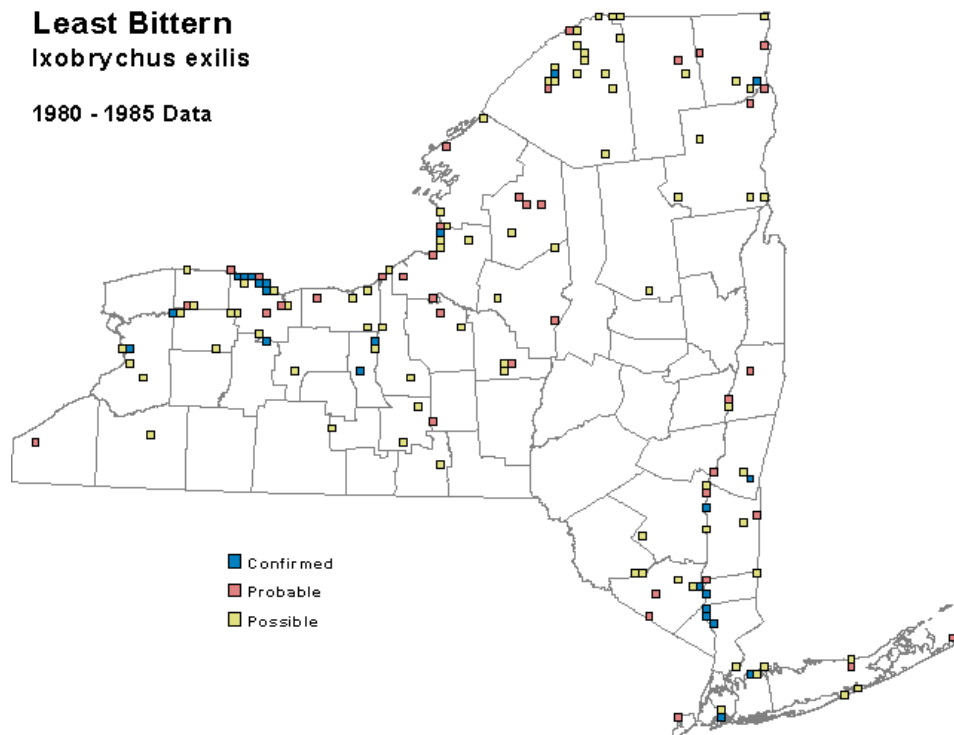 Least Bittern
Ixobrychus exilis
1980 - 1985 Data
Confirmed
Probable
Possible